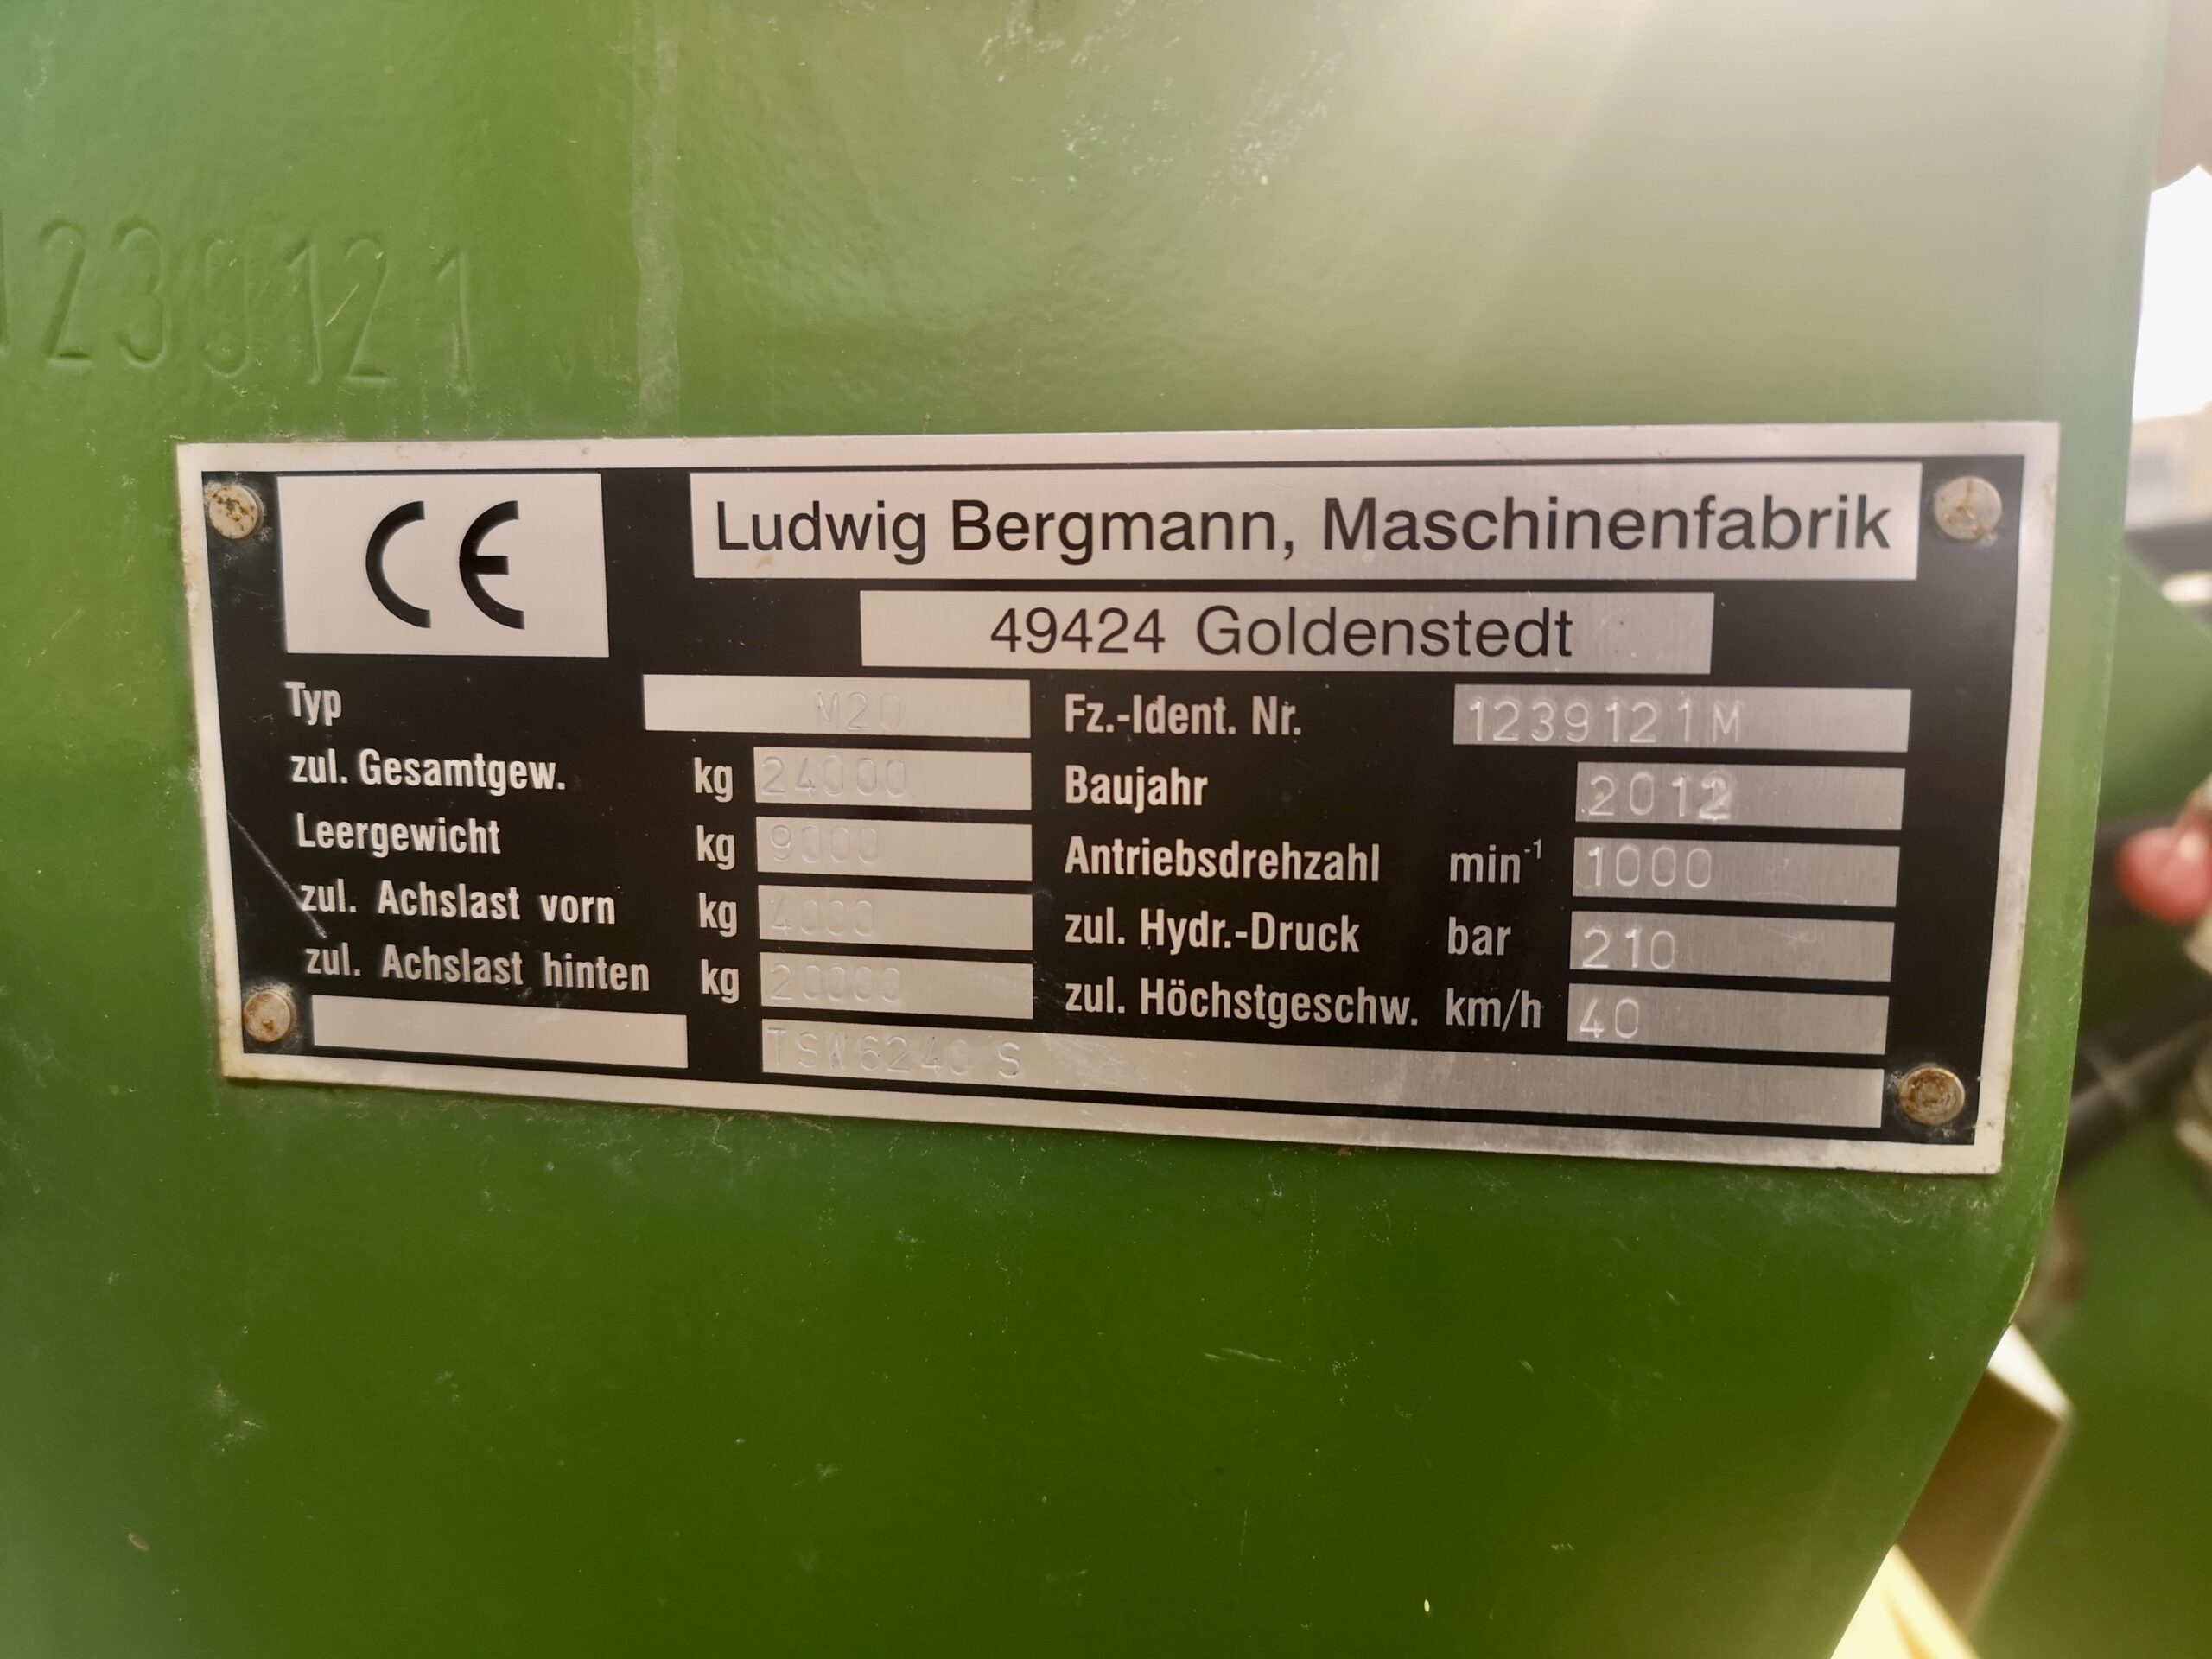 1239121 M
CE
Ludwig Bergmann, Maschinenfabrik
49424 Goldenstedt
Typ M20
zul. Gesamtgew. kg 24000
Leergewicht kg 9000
zul. Achslast vorn kg 4000
zul. Achslast hinten kg 20000
Fz.-Ident. Nr. 1239121M
Baujahr 2012
Antriebsdrehzahl min⁻¹ 1000
zul. Hydr.-Druck bar 210
zul. Höchstgeschw. km/h 40
TSW6240 S